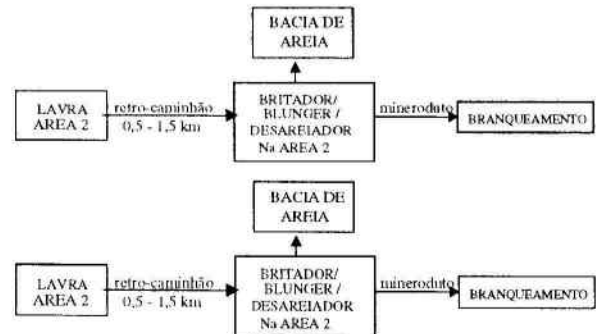 BACIA DE
AREIA
LAVRA
AREA 2
retro-caminhão
0,5 - 1,5 km
BRITADOR/
BLUNGER /
DESAREIADOR
Na AREA 2
mineroduto
BRANQUEAMENTO
BACIA DE
AREIA
LAVRA
AREA 2
retro-caminhão
0,5 - 1,5 km
BRITADOR/
BLUNGER /
DESAREIADOR
Na AREA 2
mineroduto
BRANQUEAMENTO